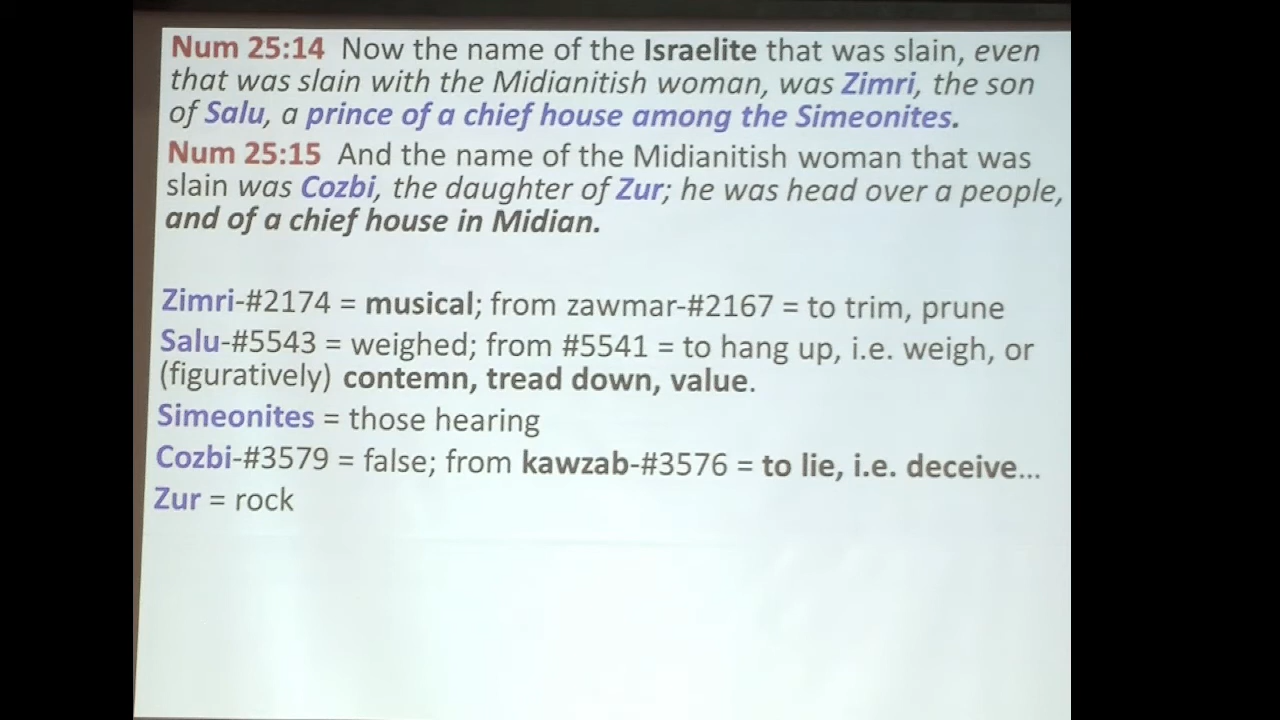 Num 25:14 Now the name of the Israelite that was slain, even
that was slain with the Midianitish woman, was Zimri, the son
of Salu, a prince of a chief house among the Simeonites.
Num 25:15 And the name of the Midianitish woman that was
slain was Cozbi, the daughter of Zur; he was head over a people,
and of a chief house in Midian.
Zimri-#2174 = musical; from zawmar-#2167 = to trim, prune
Salu-#5543 = weighed; from #5541 = to hang up, i.e. weigh, or
(figuratively) contemn, tread down, value.
Simeonites = those hearing
Cozbi-#3579 = false; from kawzab-#3576 = to lie, i.e. deceive...
Zur = rock